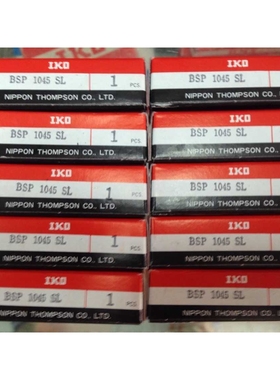 IKO
BSP 1045 SL 1
PCS
NIPPON THOMPSON CO., LTD.
IKO
BSP 1045 SL
NIPPON THOMPSON CO., LTD.
IKO
BSP 1045 SL 1
PCS
NIPPON THOMPSON CO., LTD.
IKO
BSP 1045 SL
NIPPON THOMPSON CO., LTD.
IKO
BSP 1045 SL 1
PCS
NIPPON THOMPSON CO., LTD.
IKO
BSP 1045 SL
NIPPON THOMPSON CO., LTD.
IKO
BSP 1045 SL 1
PCS
NIPPON THOMPSON CO., LTD.
IKO
BSP 1045 SL
NIPPON THOMPSON CO., LTD.
IKO
BSP 1045 SL 1
PCS
NIPPON THOMPSON CO., LTD.
IKO
BSP 1045 SL
NIPPON THOMPSON CO., LTD.